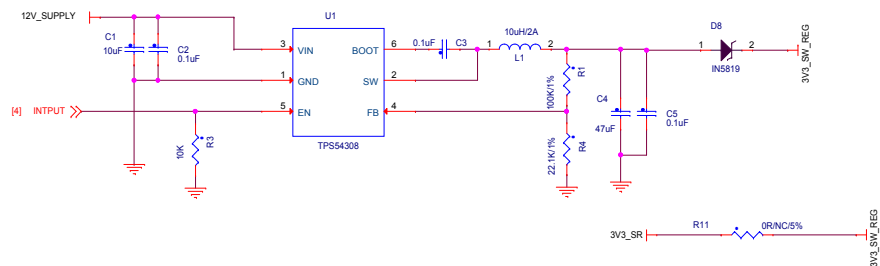 12V_SUPPLY
C1
10uF
C2
0.1uF
U1
3
VIN
1
GND
5
EN
BOOT
6
SW
2
FB
4
TPS54308
[4] INTPUT
10K
R3
0.1uF
C3
10uH/2A
1
2
L1
100K/1%
R1
22.1K/1%
R4
C4
47uF
C5
0.1uF
D8
1
2
IN5819
3V3_SW_REG
3V3_SR
R11
0R/NC/5%
3V3_SW_REG